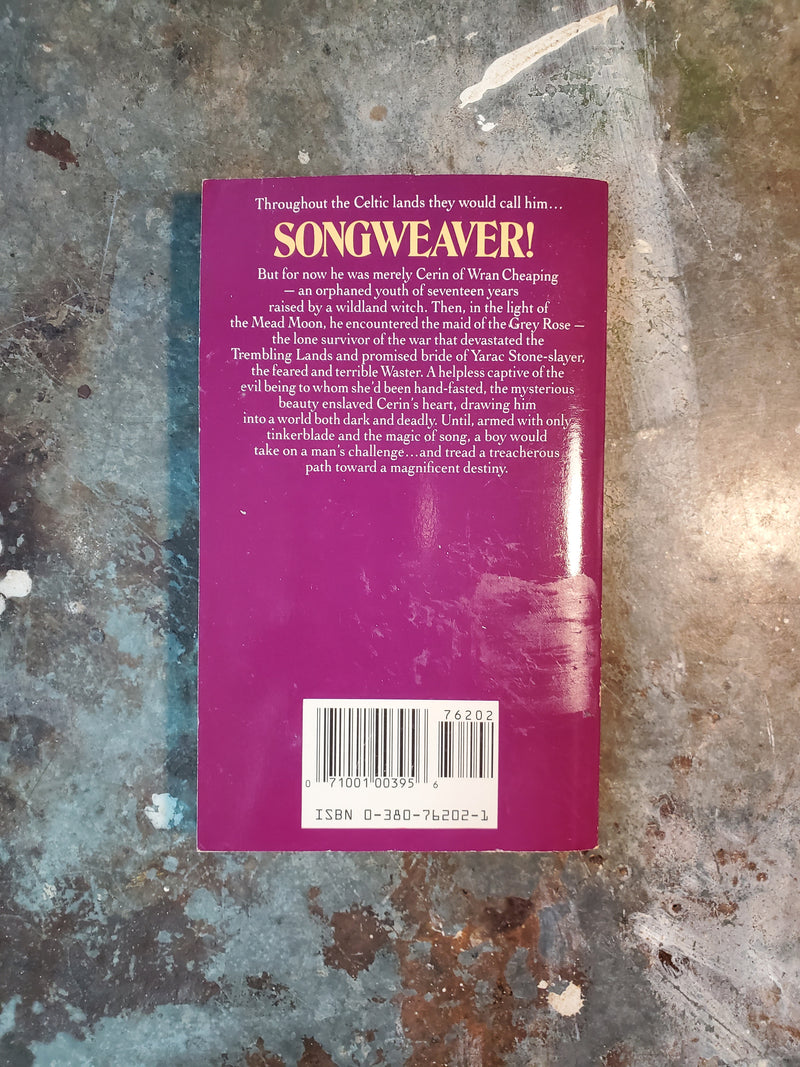 Throughout the Celtic lands they would call him...
SONGWEAVER!
But for now he was merely Cerin of Wran Cheaping
— an orphaned youth of seventeen years
raised by a wildland witch. Then, in the light of
the Mead Moon, he encountered the maid of the Grey Rose —
the lone survivor of the war that devastated the
Trembling Lands and promised bride of Yarac Stone-slayer,
the feared and terrible Waster. A helpless captive of the
evil being to whom she'd been hand-fasted, the mysterious
beauty enslaved Cerin's heart, drawing him
into a world both dark and deadly. Until, armed with only
tinkerblade and the magic of song, a boy would
take on a man's challenge...and tread a treacherous
path toward a magnificent destiny.
76202
0 71001 00395 6
ISBN 0-380-76202-1